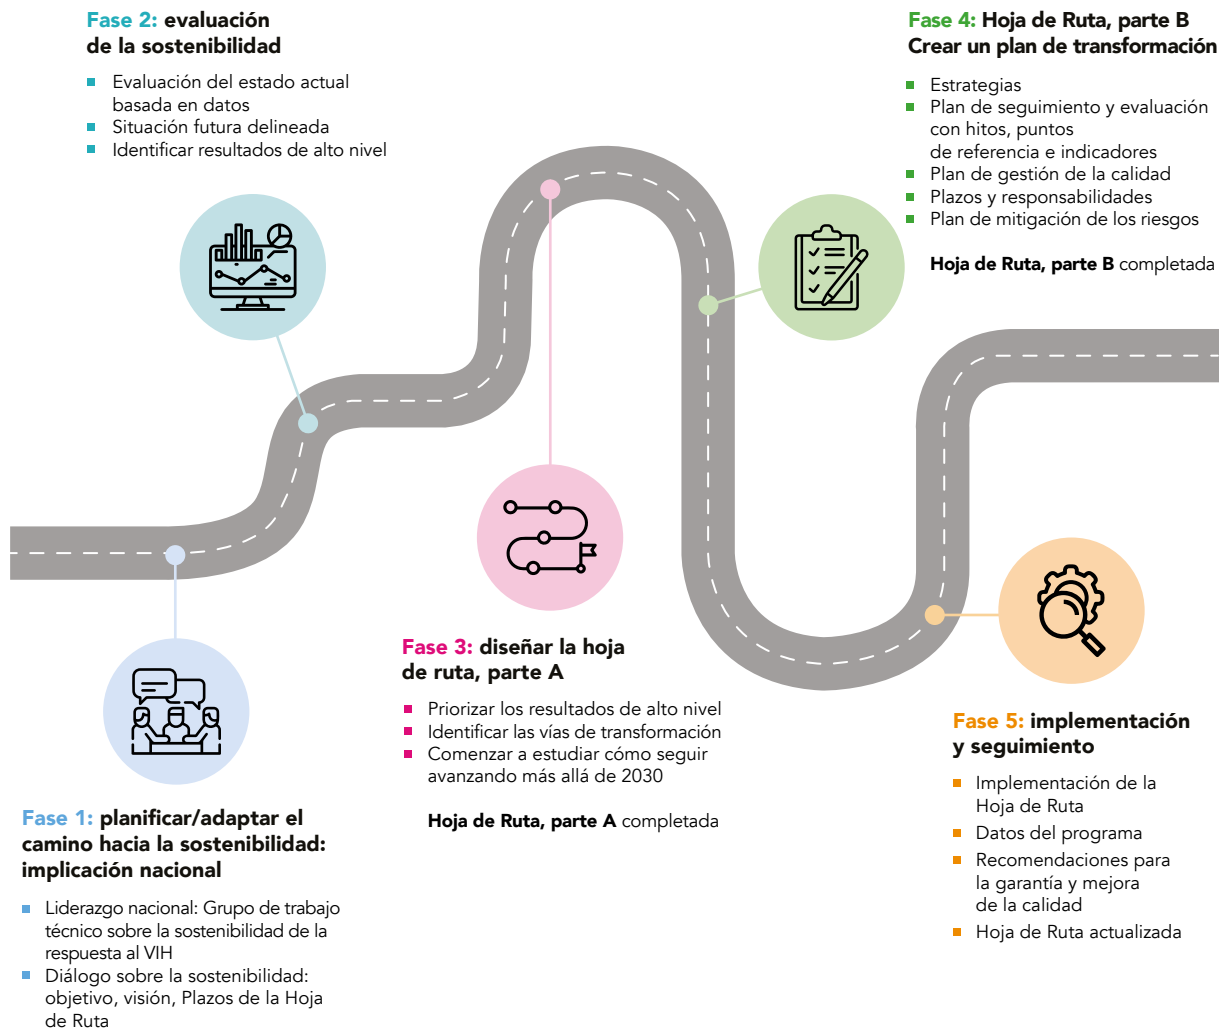 Fase 2: evaluación
de la sostenibilidad
Evaluación del estado actual
basada en datos
Situación futura delineada
Identificar resultados de alto nivel
Fase 4: Hoja de Ruta, parte B
Crear un plan de transformación
Estrategias
Plan de seguimiento y evaluación
con hitos, puntos
de referencia e indicadores
Plan de gestión de la calidad
Plazos y responsabilidades
Plan de mitigación de los riesgos
Hoja de Ruta, parte B completada
Fase 3: diseñar la hoja
de ruta, parte A
Priorizar los resultados de alto nivel
Identificar las vías de transformación
Comenzar a estudiar cómo seguir
avanzando más allá de 2030
Hoja de Ruta, parte A completada
Fase 1: planificar/adaptar el
camino hacia la sostenibilidad:
implicación nacional
Liderazgo nacional: Grupo de trabajo
técnico sobre la sostenibilidad de la
respuesta al VIH
Diálogo sobre la sostenibilidad:
objetivo, visión, Plazos de la Hoja
de Ruta
Fase 5: implementación
y seguimiento
Implementación de la
Hoja de Ruta
Datos del programa
Recomendaciones para
la garantía y mejora
de la calidad
Hoja de Ruta actualizada